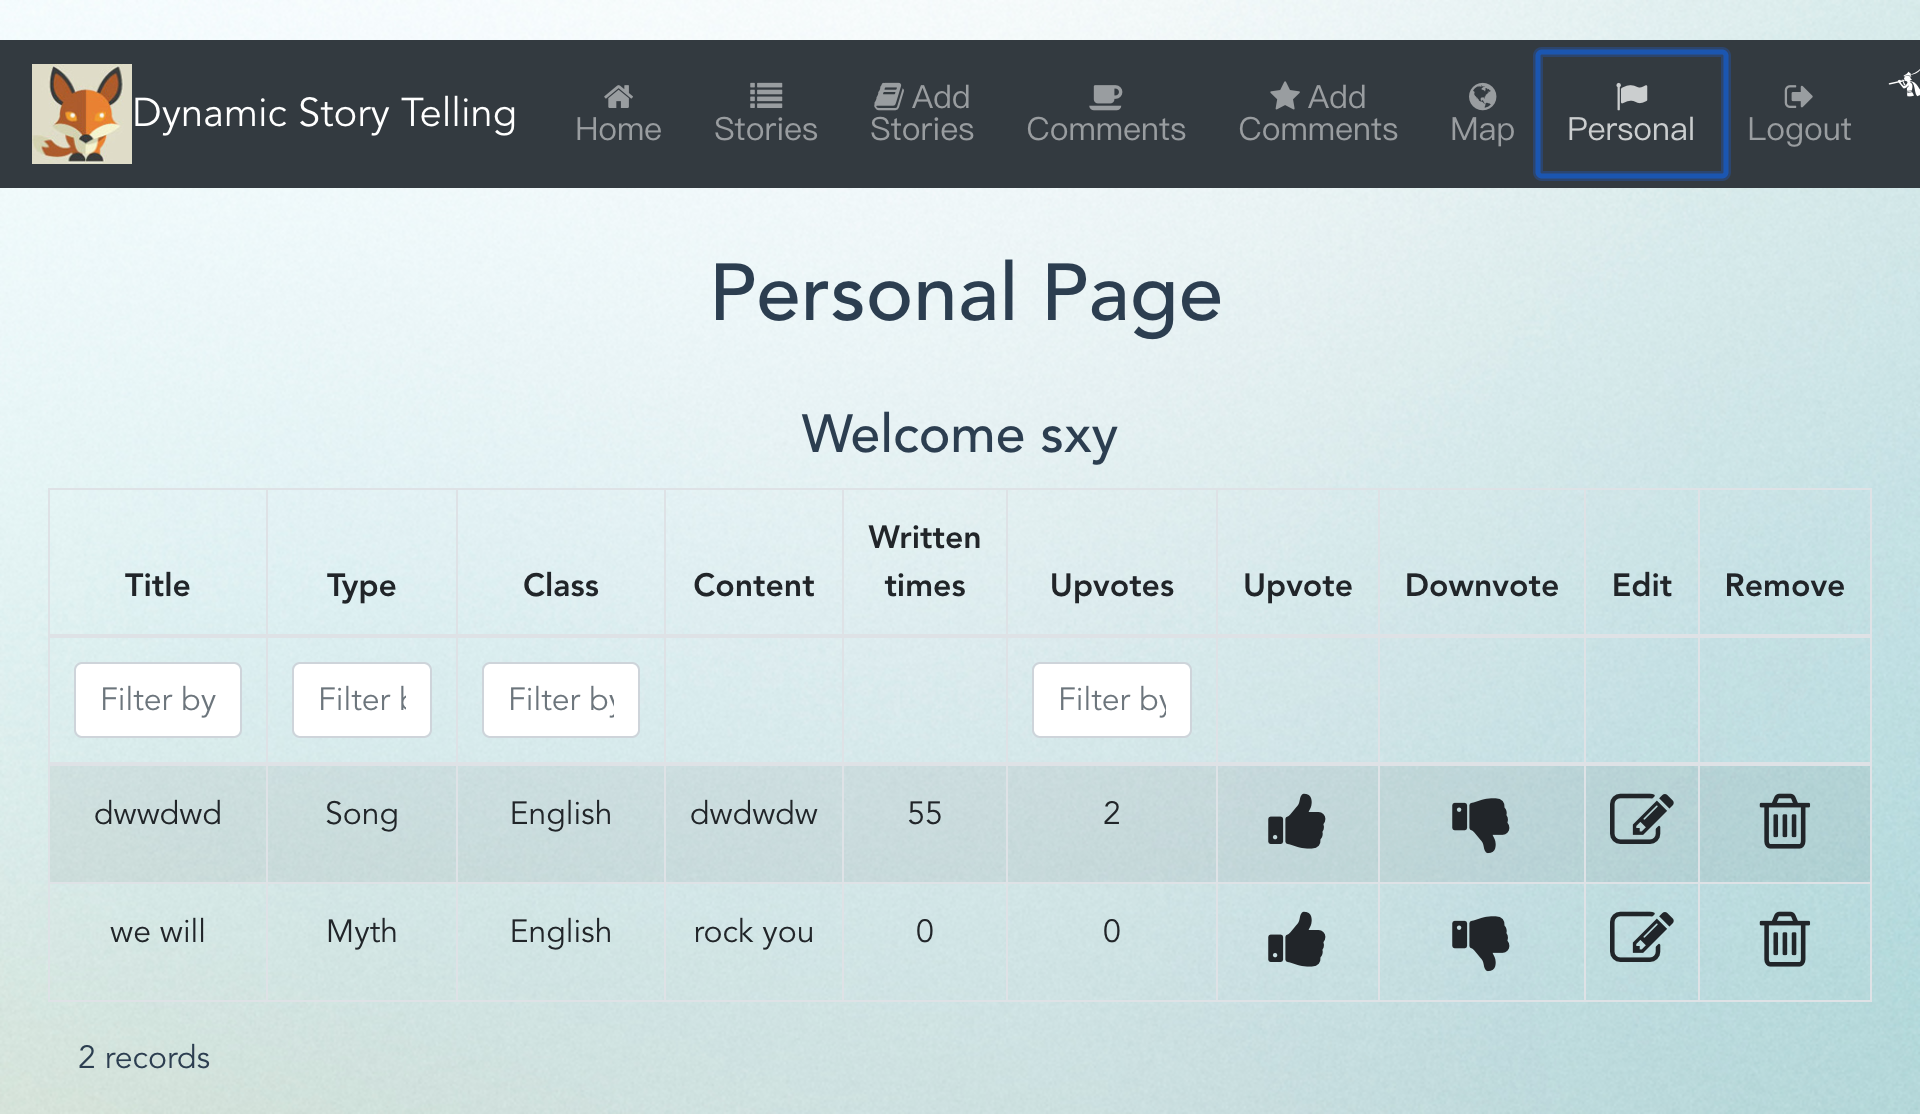 Dynamic Story Telling
Home
Stories
Add
Stories
Comments
Add
Comments
Map
Personal
Logout
Personal Page
Welcome sxy
Title Type Class Content Written times Upvotes Upvote Downvote Edit Remove
Filter by Filter b Filter by Filter by
dwwdwd Song English dwdwdw 55 2
we will Myth English rock you 0 0
2 records